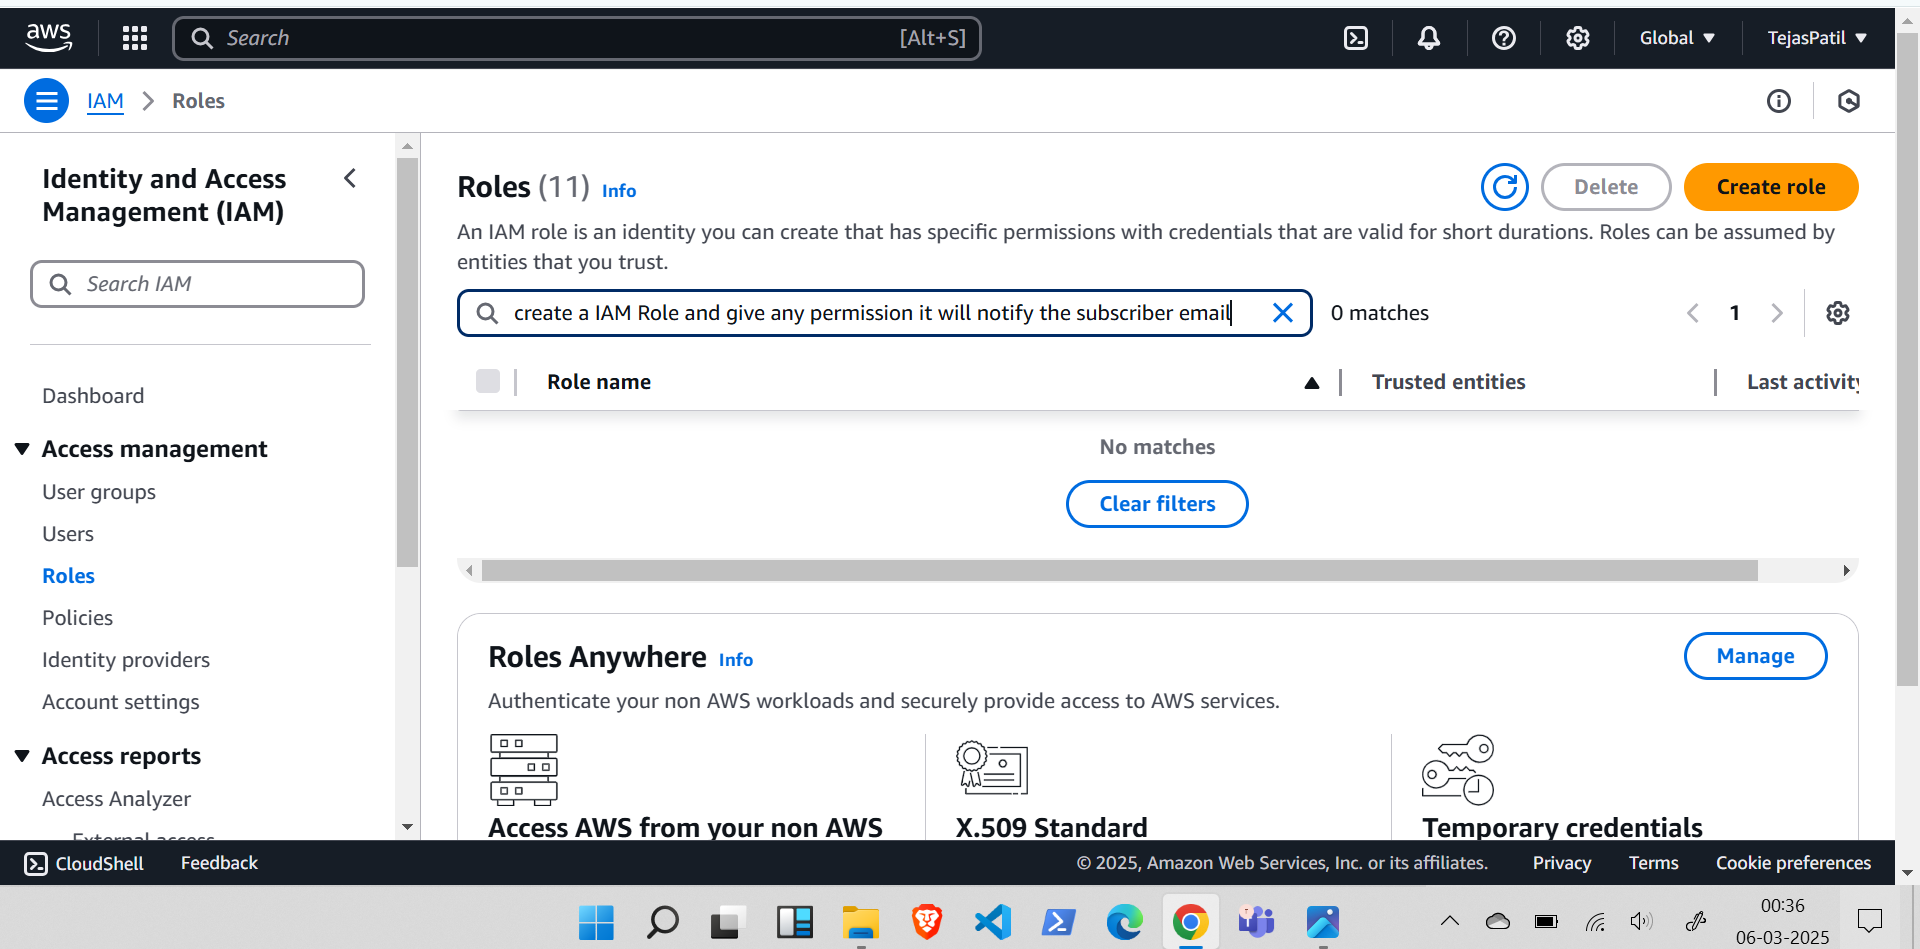 aws
Search
[Alt+S]
Global
TejasPatil
IAM
Roles
Identity and Access
Management (IAM)
Search IAM
Dashboard
Access management
User groups
Users
Roles
Policies
Identity providers
Account settings
Access reports
Access Analyzer
External access
Roles (11) Info
Delete
Create role
An IAM role is an identity you can create that has specific permissions with credentials that are valid for short durations. Roles can be assumed by
entities that you trust.
create a IAM Role and give any permission it will notify the subscriber email
0 matches
1
Role name
Trusted entities
Last activity
No matches
Clear filters
Roles Anywhere Info
Manage
Authenticate your non AWS workloads and securely provide access to AWS services.
Access AWS from your non AWS
X.509 Standard
Temporary credentials
CloudShell
Feedback
© 2025, Amazon Web Services, Inc. or its affiliates.
Privacy
Terms
Cookie preferences
00:36
06-03-2025